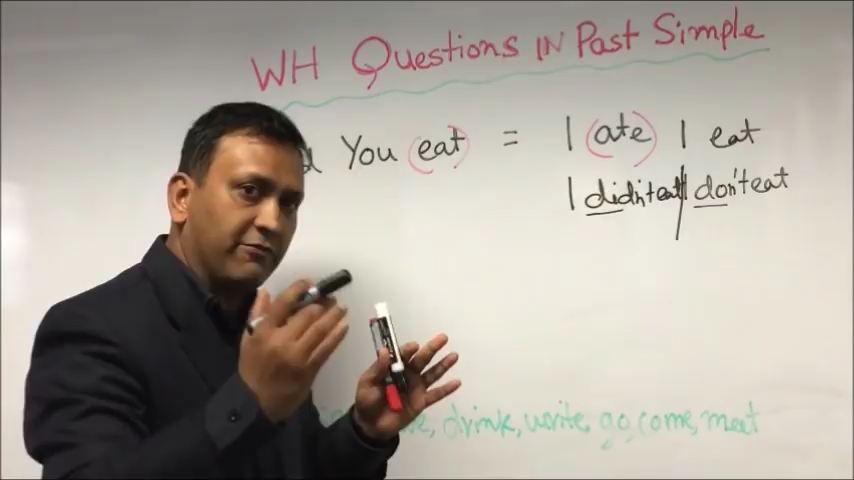 WH Questions IN Past Simple
You (eat) = I (ate) | I eat
I didn't eat | I don't eat
drink, write, go, come, meet